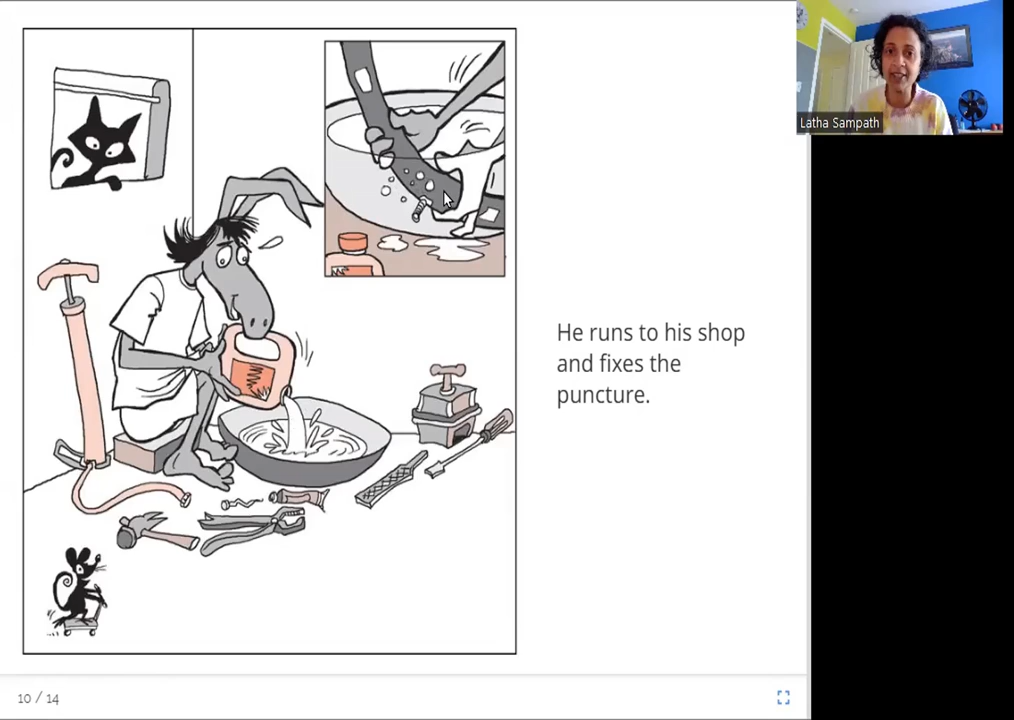 Latha Sampath
He runs to his shop
and fixes the
puncture.
10 / 14